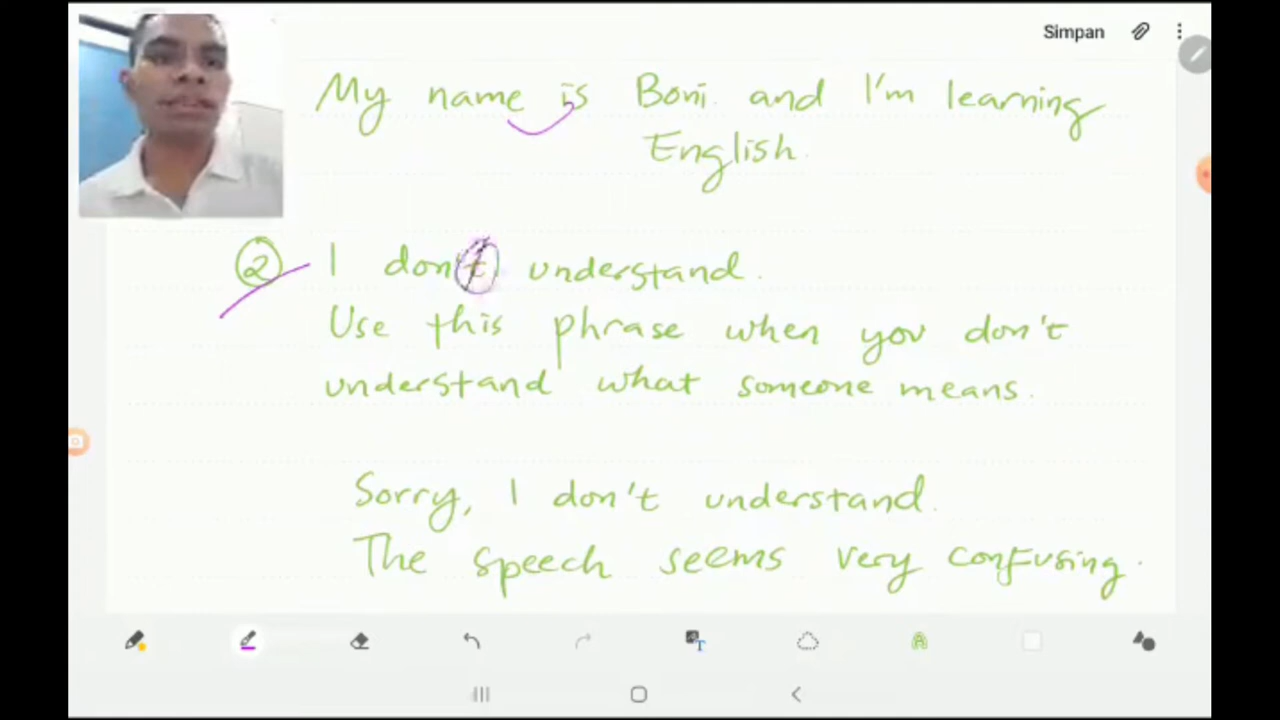 Simpan
My name is Boni and I'm learning
English.
2 I don't understand.
Use this phrase when you don't
understand what someone means.
Sorry, I don't understand.
The speech seems very confusing.